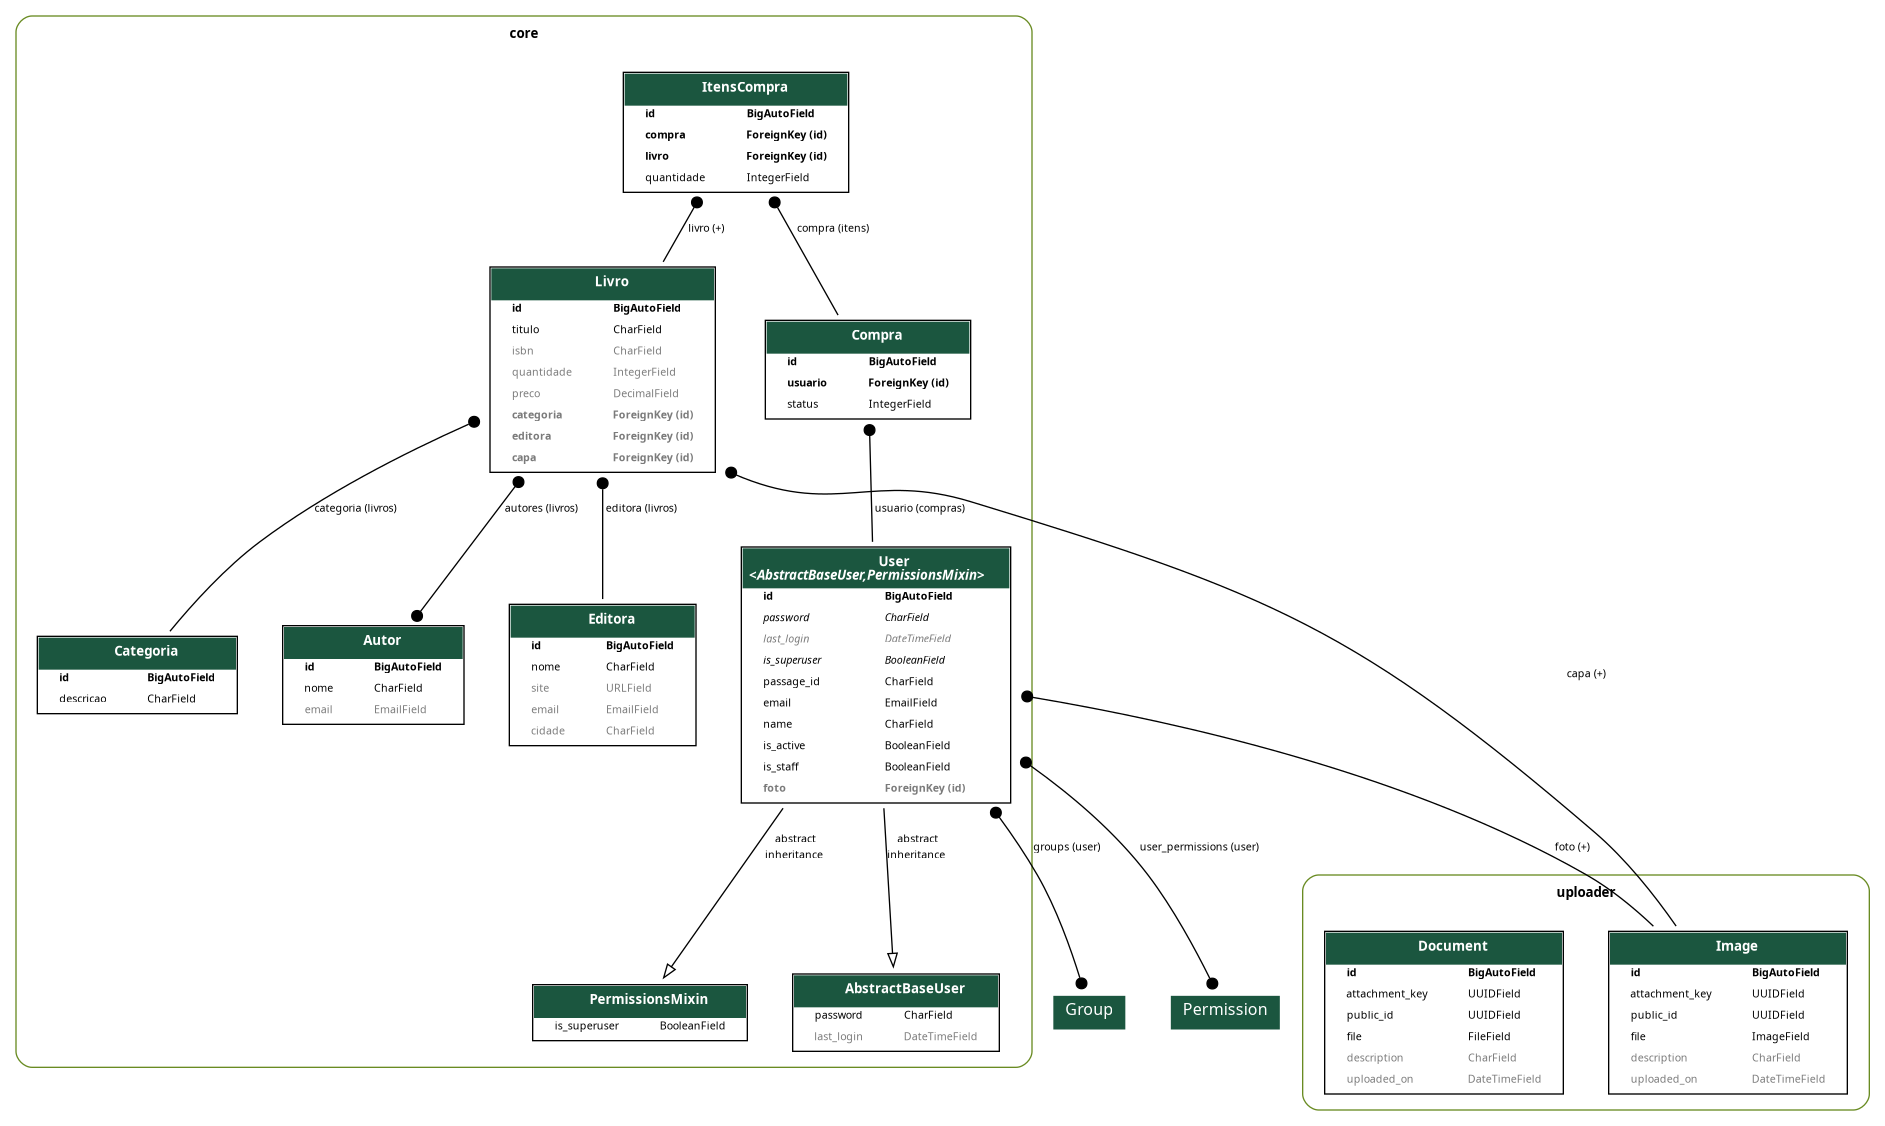 core
ItensCompra
id BigAutoField
compra ForeignKey (id)
livro ForeignKey (id)
quantidade IntegerField
livro (+)
compra (itens)
Livro
id BigAutoField
titulo CharField
isbn CharField
quantidade IntegerField
preco DecimalField
categoria ForeignKey (id)
editora ForeignKey (id)
capa ForeignKey (id)
Compra
id BigAutoField
usuario ForeignKey (id)
status IntegerField
categoria (livros)
autores (livros)
editora (livros)
usuario (compras)
capa (+)
Categoria
id BigAutoField
descricao CharField
Autor
id BigAutoField
nome CharField
email EmailField
Editora
id BigAutoField
nome CharField
site URLField
email EmailField
cidade CharField
User
<AbstractBaseUser,PermissionsMixin>
id BigAutoField
password CharField
last_login DateTimeField
is_superuser BooleanField
passage_id CharField
email EmailField
name CharField
is_active BooleanField
is_staff BooleanField
foto ForeignKey (id)
abstract
inheritance
abstract
inheritance
groups (user)
user_permissions (user)
foto (+)
PermissionsMixin
is_superuser BooleanField
AbstractBaseUser
password CharField
last_login DateTimeField
Group
Permission
uploader
Document
id BigAutoField
attachment_key UUIDField
public_id UUIDField
file FileField
description CharField
uploaded_on DateTimeField
Image
id BigAutoField
attachment_key UUIDField
public_id UUIDField
file ImageField
description CharField
uploaded_on DateTimeField